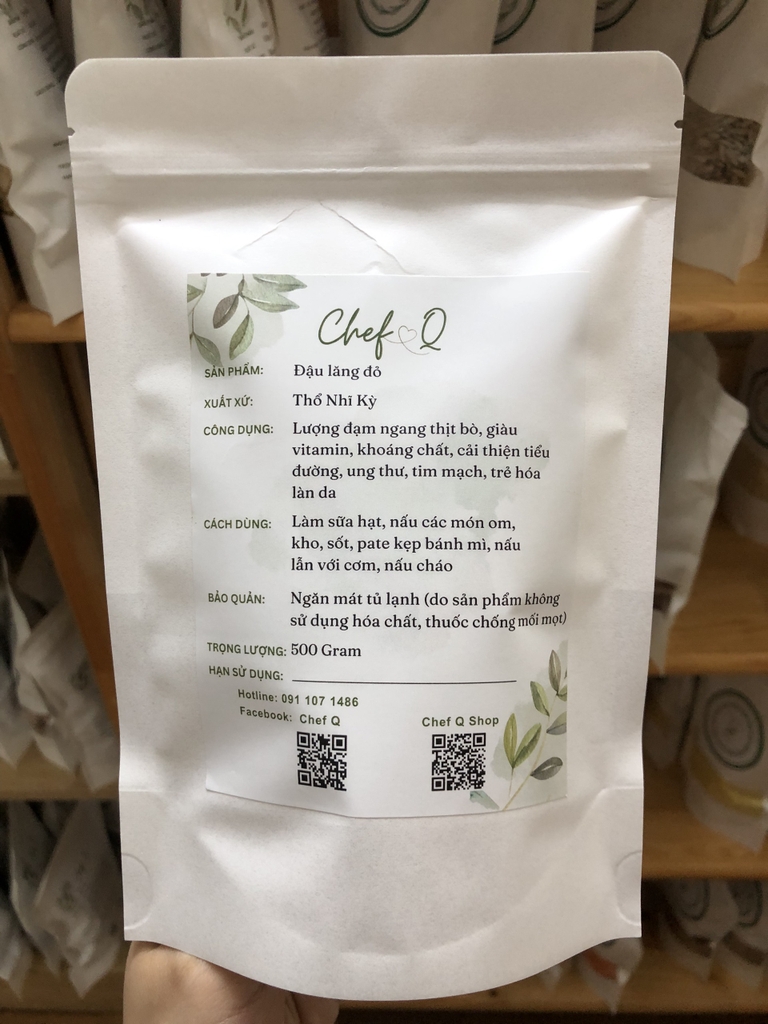 Chef Q
SẢN PHẨM: Đậu lăng đỏ
XUẤT XỨ: Thổ Nhĩ Kỳ
CÔNG DỤNG: Lượng đạm ngang thịt bò, giàu
vitamin, khoáng chất, cải thiện tiểu
đường, ung thư, tim mạch, trẻ hóa
làn da
CÁCH DÙNG: Làm sữa hạt, nấu các món om,
kho, sốt, pate kẹp bánh mì, nấu
lẫn với cơm, nấu cháo
BẢO QUẢN: Ngăn mát tủ lạnh (do sản phẩm không
sử dụng hóa chất, thuốc chống mối mọt)
TRỌNG LƯỢNG: 500 Gram
HẠN SỬ DỤNG:
Hotline: 091 107 1486
Facebook: Chef Q
Chef Q Shop